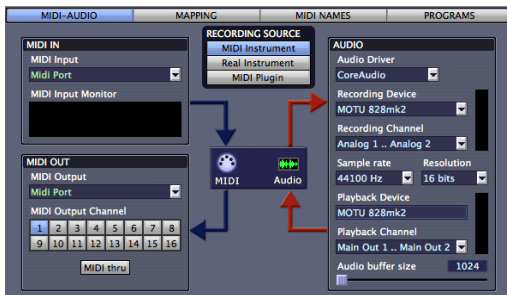 MIDI-AUDIO
MAPPING
MIDI NAMES
PROGRAMS
MIDI IN
MIDI Input
Midi Port
MIDI Input Monitor
RECORDING SOURCE
MIDI Instrument
Real Instrument
MIDI Plugin
MIDI
Audio
MIDI OUT
MIDI Output
Midi Port
MIDI Output Channel
1 2 3 4 5 6 7 8
9 10 11 12 13 14 15 16
MIDI thru
AUDIO
Audio Driver
CoreAudio
Recording Device
MOTU 828mk2
Recording Channel
Analog 1 .. Analog 2
Sample rate Resolution
44100 Hz 16 bits
Playback Device
MOTU 828mk2
Playback Channel
Main Out 1 .. Main Out 2
Audio buffer size 1024